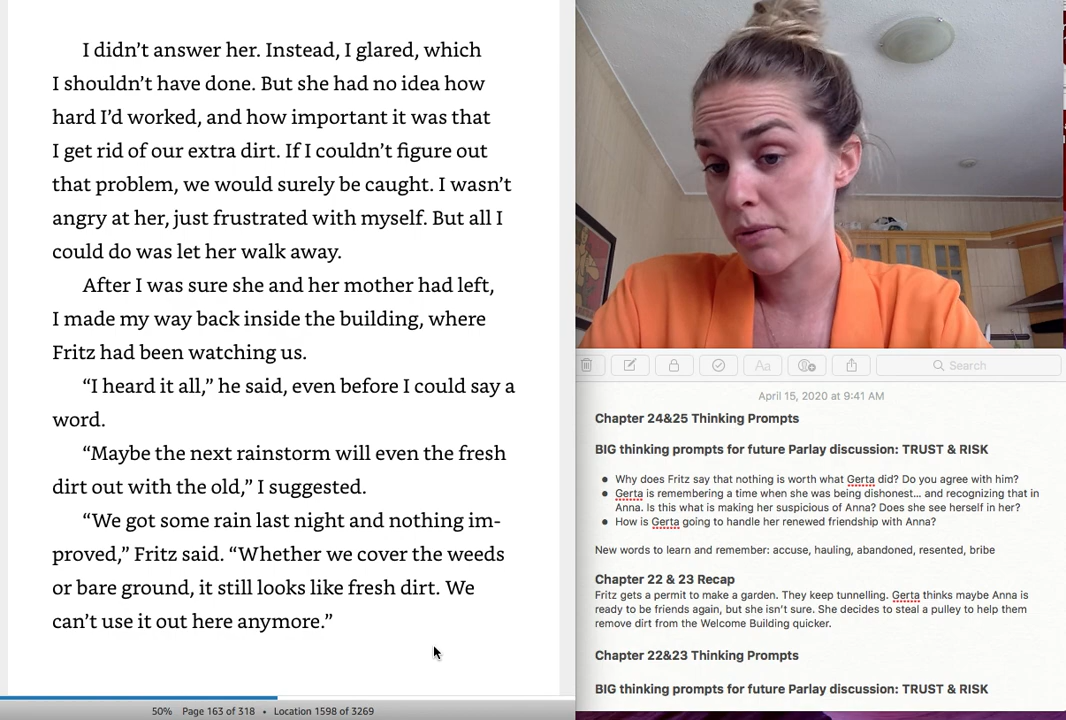 I didn’t answer her. Instead, I glared, which
I shouldn’t have done. But she had no idea how
hard I’d worked, and how important it was that
I get rid of our extra dirt. If I couldn’t figure out
that problem, we would surely be caught. I wasn’t
angry at her, just frustrated with myself. But all I
could do was let her walk away.
After I was sure she and her mother had left,
I made my way back inside the building, where
Fritz had been watching us.
“I heard it all,” he said, even before I could say a
word.
“Maybe the next rainstorm will even the fresh
dirt out with the old,” I suggested.
“We got some rain last night and nothing im-
proved,” Fritz said. “Whether we cover the weeds
or bare ground, it still looks like fresh dirt. We
can’t use it out here anymore.”
50% Page 163 of 318 • Location 1598 of 3269
Aa
Search
April 15, 2020 at 9:41 AM
Chapter 24&25 Thinking Prompts
BIG thinking prompts for future Parlay discussion: TRUST & RISK
● Why does Fritz say that nothing is worth what Gerta did? Do you agree with him?
● Gerta is remembering a time when she was being dishonest... and recognizing that in
Anna. Is this what is making her suspicious of Anna? Does she see herself in her?
● How is Gerta going to handle her renewed friendship with Anna?
New words to learn and remember: accuse, hauling, abandoned, resented, bribe
Chapter 22 & 23 Recap
Fritz gets a permit to make a garden. They keep tunnelling. Gerta thinks maybe Anna is
ready to be friends again, but she isn’t sure. She decides to steal a pulley to help them
remove dirt from the Welcome Building quicker.
Chapter 22&23 Thinking Prompts
BIG thinking prompts for future Parlay discussion: TRUST & RISK